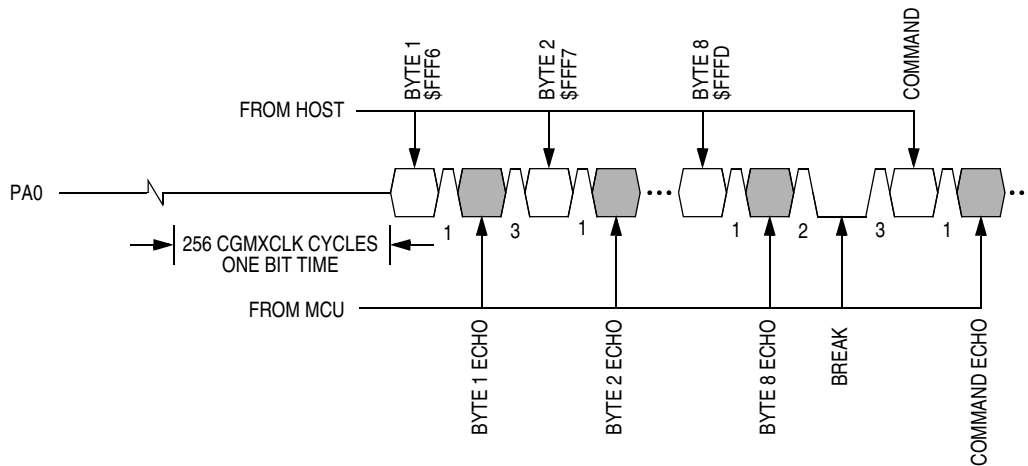 BYTE 1
$FFF6
BYTE 2
$FFF7
BYTE 8
$FFFD
COMMAND
FROM HOST
PA0
1
3
1
1
2
3
1
256 CGMXCLK CYCLES
ONE BIT TIME
FROM MCU
BYTE 1 ECHO
BYTE 2 ECHO
BYTE 8 ECHO
BREAK
COMMAND ECHO